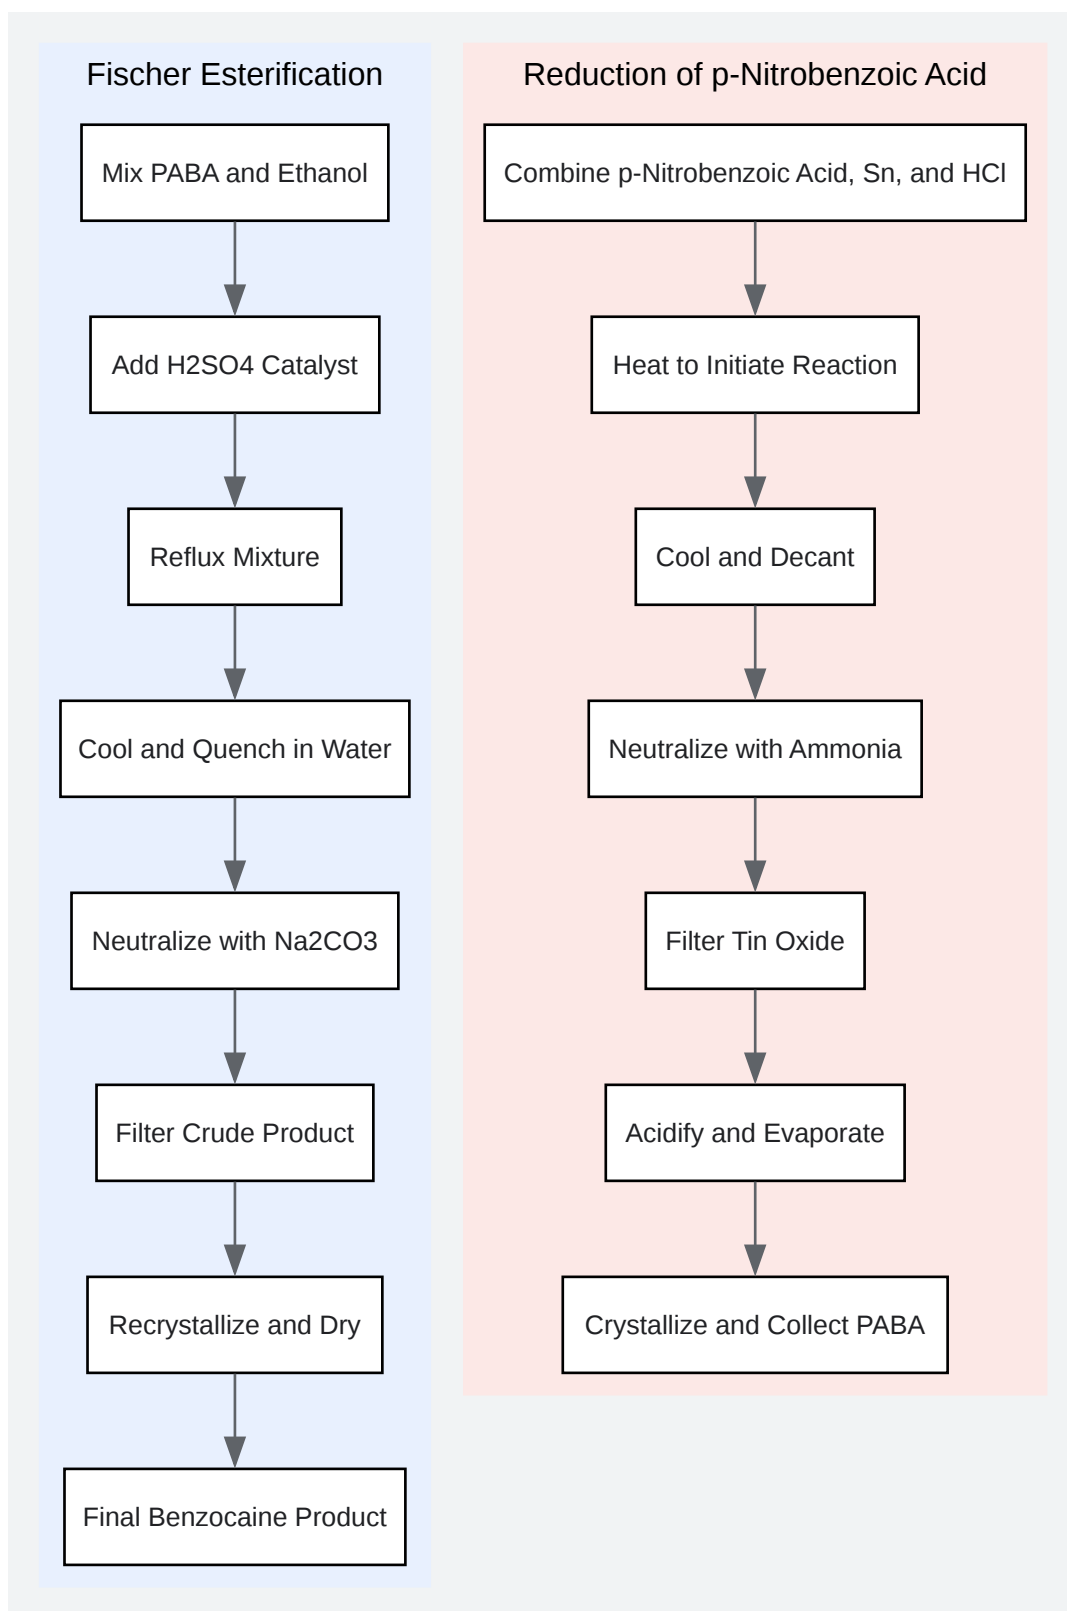 Fischer Esterification
Mix PABA and Ethanol
Add H2SO4 Catalyst
Reflux Mixture
Cool and Quench in Water
Neutralize with Na2CO3
Filter Crude Product
Recrystallize and Dry
Final Benzocaine Product
Reduction of p-Nitrobenzoic Acid
Combine p-Nitrobenzoic Acid, Sn, and HCl
Heat to Initiate Reaction
Cool and Decant
Neutralize with Ammonia
Filter Tin Oxide
Acidify and Evaporate
Crystallize and Collect PABA